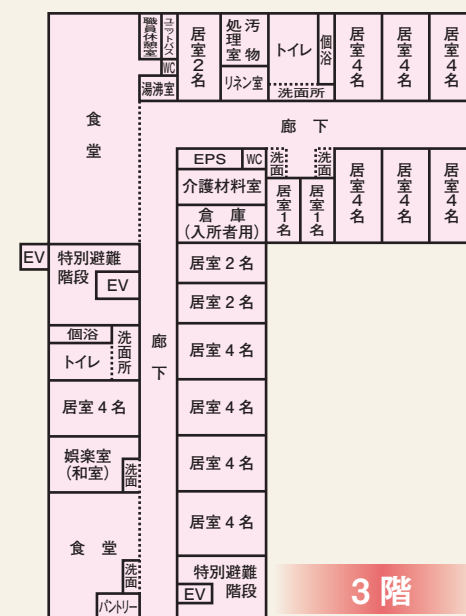 職員休憩室
ユニットバス
WC
湯沸室
居室2名
汚物
処理室
リネン室
トイレ
個浴
洗面所
居室4名
居室4名
居室4名
食堂
廊下
EPS
WC
洗面
洗面
介護材料室
倉庫
(入所者用)
居室1名
居室1名
居室4名
居室4名
居室4名
EV
特別避難
階段
EV
居室2名
居室2名
個浴
トイレ
洗面所
廊下
居室4名
居室4名
居室4名
娯楽室
(和室)
洗面
居室4名
居室4名
食堂
洗面
パントリー
特別避難
階段
EV
3階